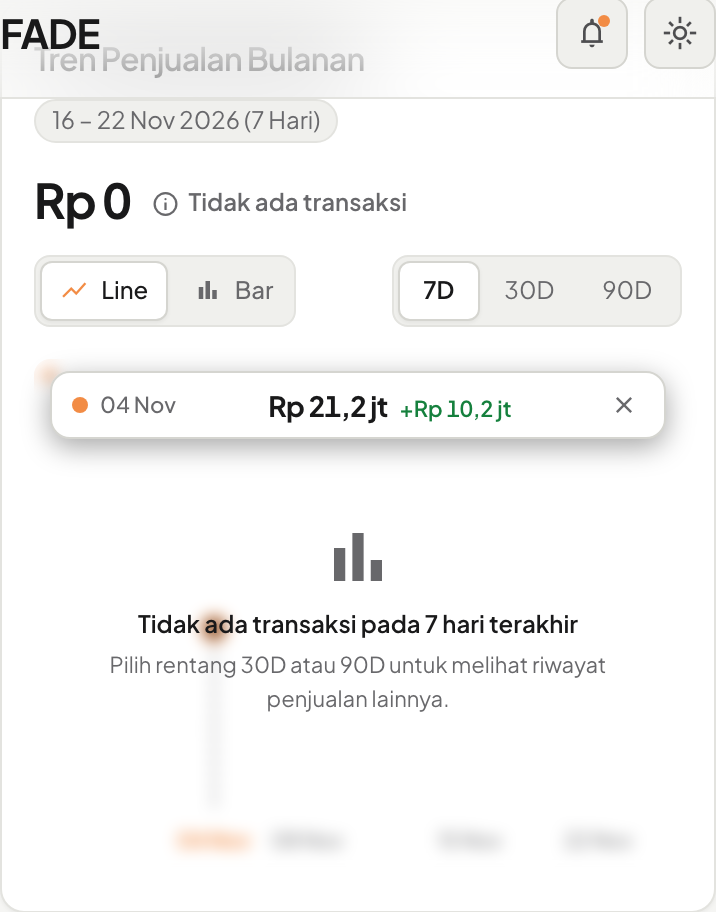 FADE
Tren Penjualan Bulanan
16 – 22 Nov 2026 (7 Hari)
Rp 0 Tidak ada transaksi
Line Bar 7D 30D 90D
04 Nov Rp 21,2 jt +Rp 10,2 jt
Tidak ada transaksi pada 7 hari terakhir
Pilih rentang 30D atau 90D untuk melihat riwayat
penjualan lainnya.